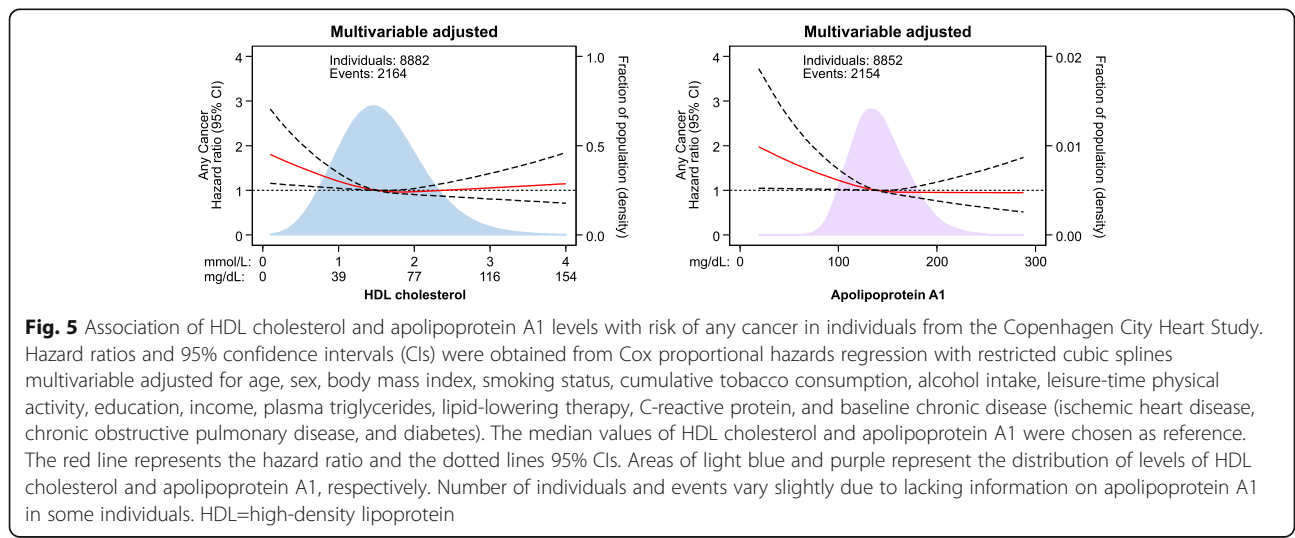 Multivariable adjusted
Individuals: 8882
Events: 2164
Any Cancer
Hazard ratio (95% CI)
4
3
2
1
0
1.0
0.5
0.0
Fraction of population (density)
mmol/L: 0 1 2 3 4
mg/dL: 0 39 77 116 154
HDL cholesterol
Multivariable adjusted
Individuals: 8852
Events: 2154
Any Cancer
Hazard ratio (95% CI)
4
3
2
1
0
0.02
0.01
0.00
Fraction of population (density)
mg/dL: 0 100 200 300
Apolipoprotein A1
Fig. 5 Association of HDL cholesterol and apolipoprotein A1 levels with risk of any cancer in individuals from the Copenhagen City Heart Study.
Hazard ratios and 95% confidence intervals (CIs) were obtained from Cox proportional hazards regression with restricted cubic splines
multivariable adjusted for age, sex, body mass index, smoking status, cumulative tobacco consumption, alcohol intake, leisure-time physical
activity, education, income, plasma triglycerides, lipid-lowering therapy, C-reactive protein, and baseline chronic disease (ischemic heart disease,
chronic obstructive pulmonary disease, and diabetes). The median values of HDL cholesterol and apolipoprotein A1 were chosen as reference.
The red line represents the hazard ratio and the dotted lines 95% CIs. Areas of light blue and purple represent the distribution of levels of HDL
cholesterol and apolipoprotein A1, respectively. Number of individuals and events vary slightly due to lacking information on apolipoprotein A1
in some individuals. HDL=high-density lipoprotein